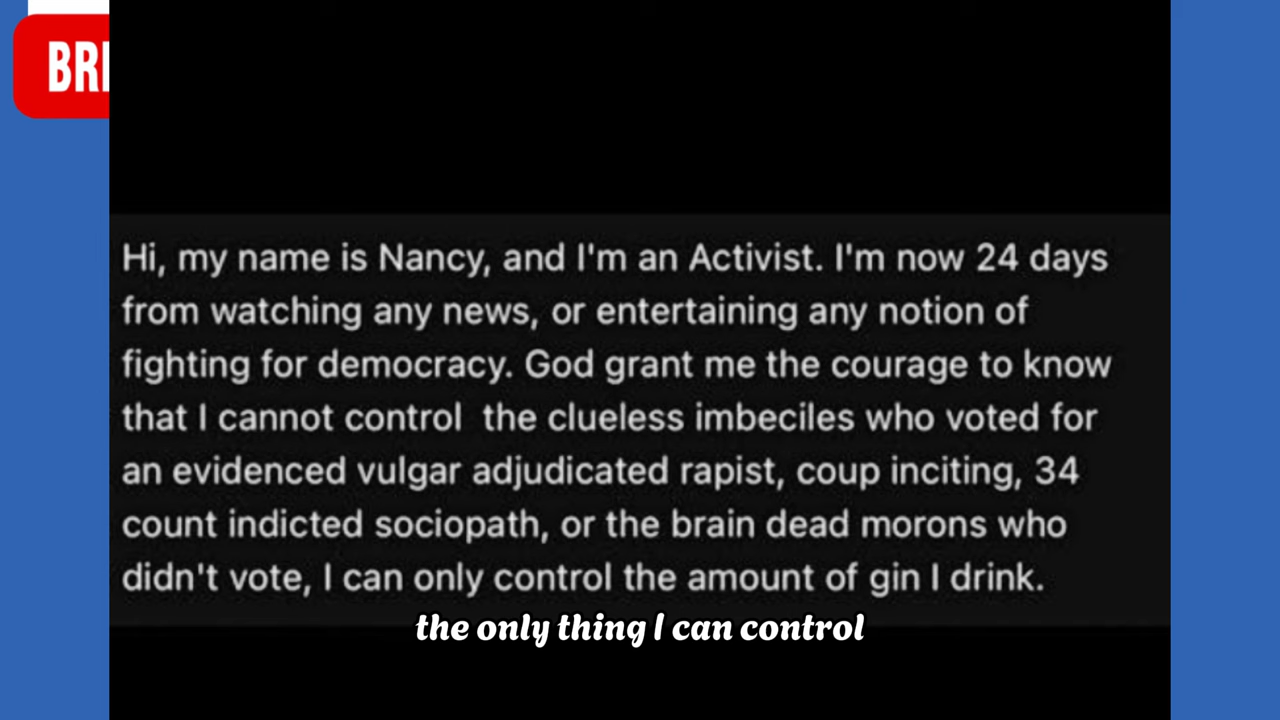 BRE
Hi, my name is Nancy, and I'm an Activist. I'm now 24 days
from watching any news, or entertaining any notion of
fighting for democracy. God grant me the courage to know
that I cannot control  the clueless imbeciles who voted for
an evidenced vulgar adjudicated rapist, coup inciting, 34
count indicted sociopath, or the brain dead morons who
didn't vote, I can only control the amount of gin I drink.
the only thing I can control